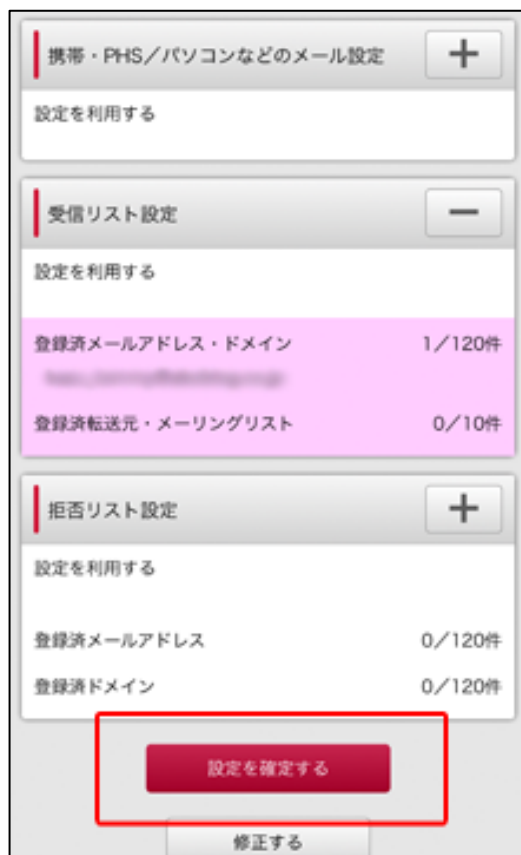 携帯・PHS／パソコンなどのメール設定
設定を利用する
受信リスト設定
設定を利用する
登録済メールアドレス・ドメイン 1／120件
登録済転送元・メーリングリスト 0／10件
拒否リスト設定
設定を利用する
登録済メールアドレス 0／120件
登録済ドメイン 0／120件
設定を確定する
修正する